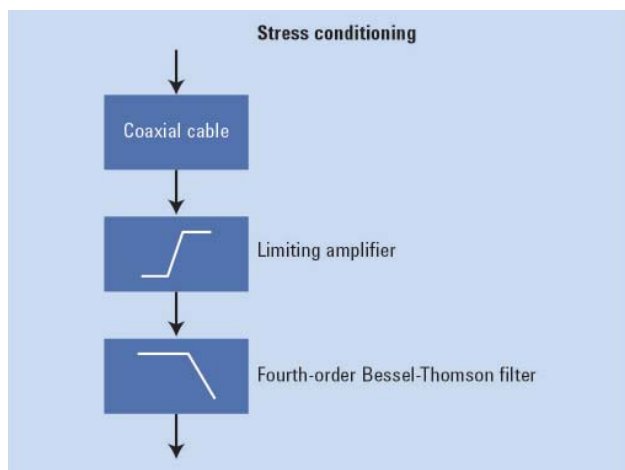 Stress conditioning
Coaxial cable
Limiting amplifier
Fourth-order Bessel-Thomson filter